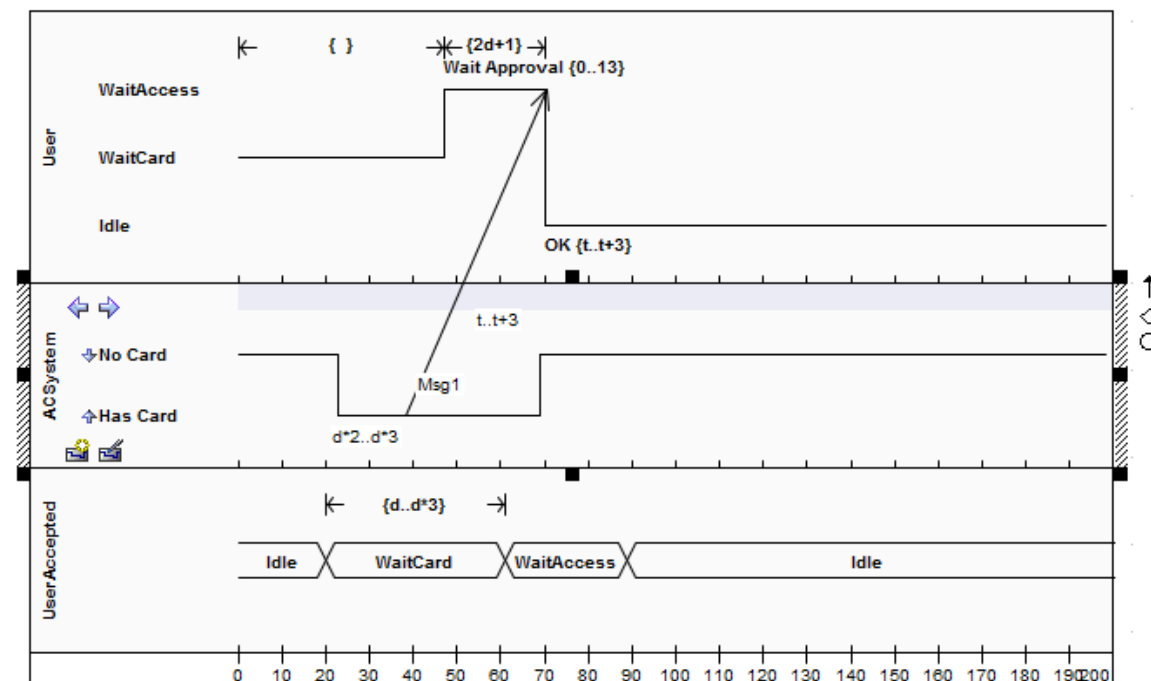 { }
{2d+1}
Wait Approval {0..13}
User
WaitAccess
WaitCard
Idle
OK {t..t+3}
ACSystem
t..t+3
No Card
Msg1
Has Card
d*2..d*3
UserAccepted
{d..d*3}
Idle WaitCard WaitAccess Idle
0 10 20 30 40 50 60 70 80 90 100 110 120 130 140 150 160 170 180 190 200